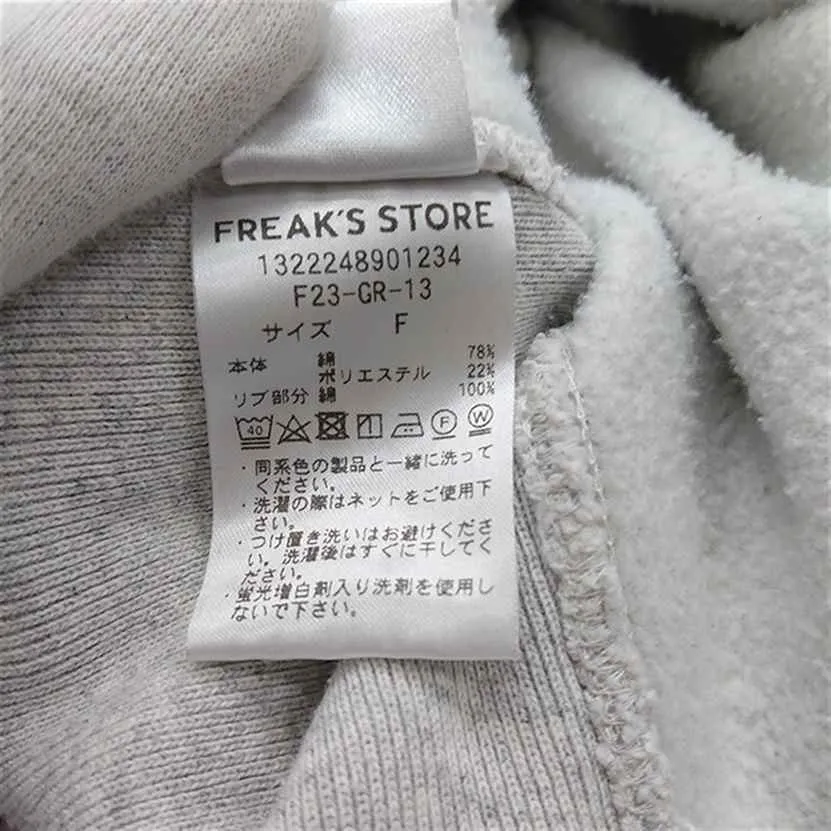 FREAK'S STORE
1322248901234
F23-GR-13
サイズ F
本体 綿 78%
ポリエステル 22%
リブ部分 綿 100%
40 F W
・同系色の製品と一緒に洗って
ください。
・洗濯の際はネットをご使用下
さい。
・つけ置き洗いはお避けくださ
い。洗濯後はすぐに干してく
ださい。
・蛍光増白剤入り洗剤を使用し
ないで下さい。